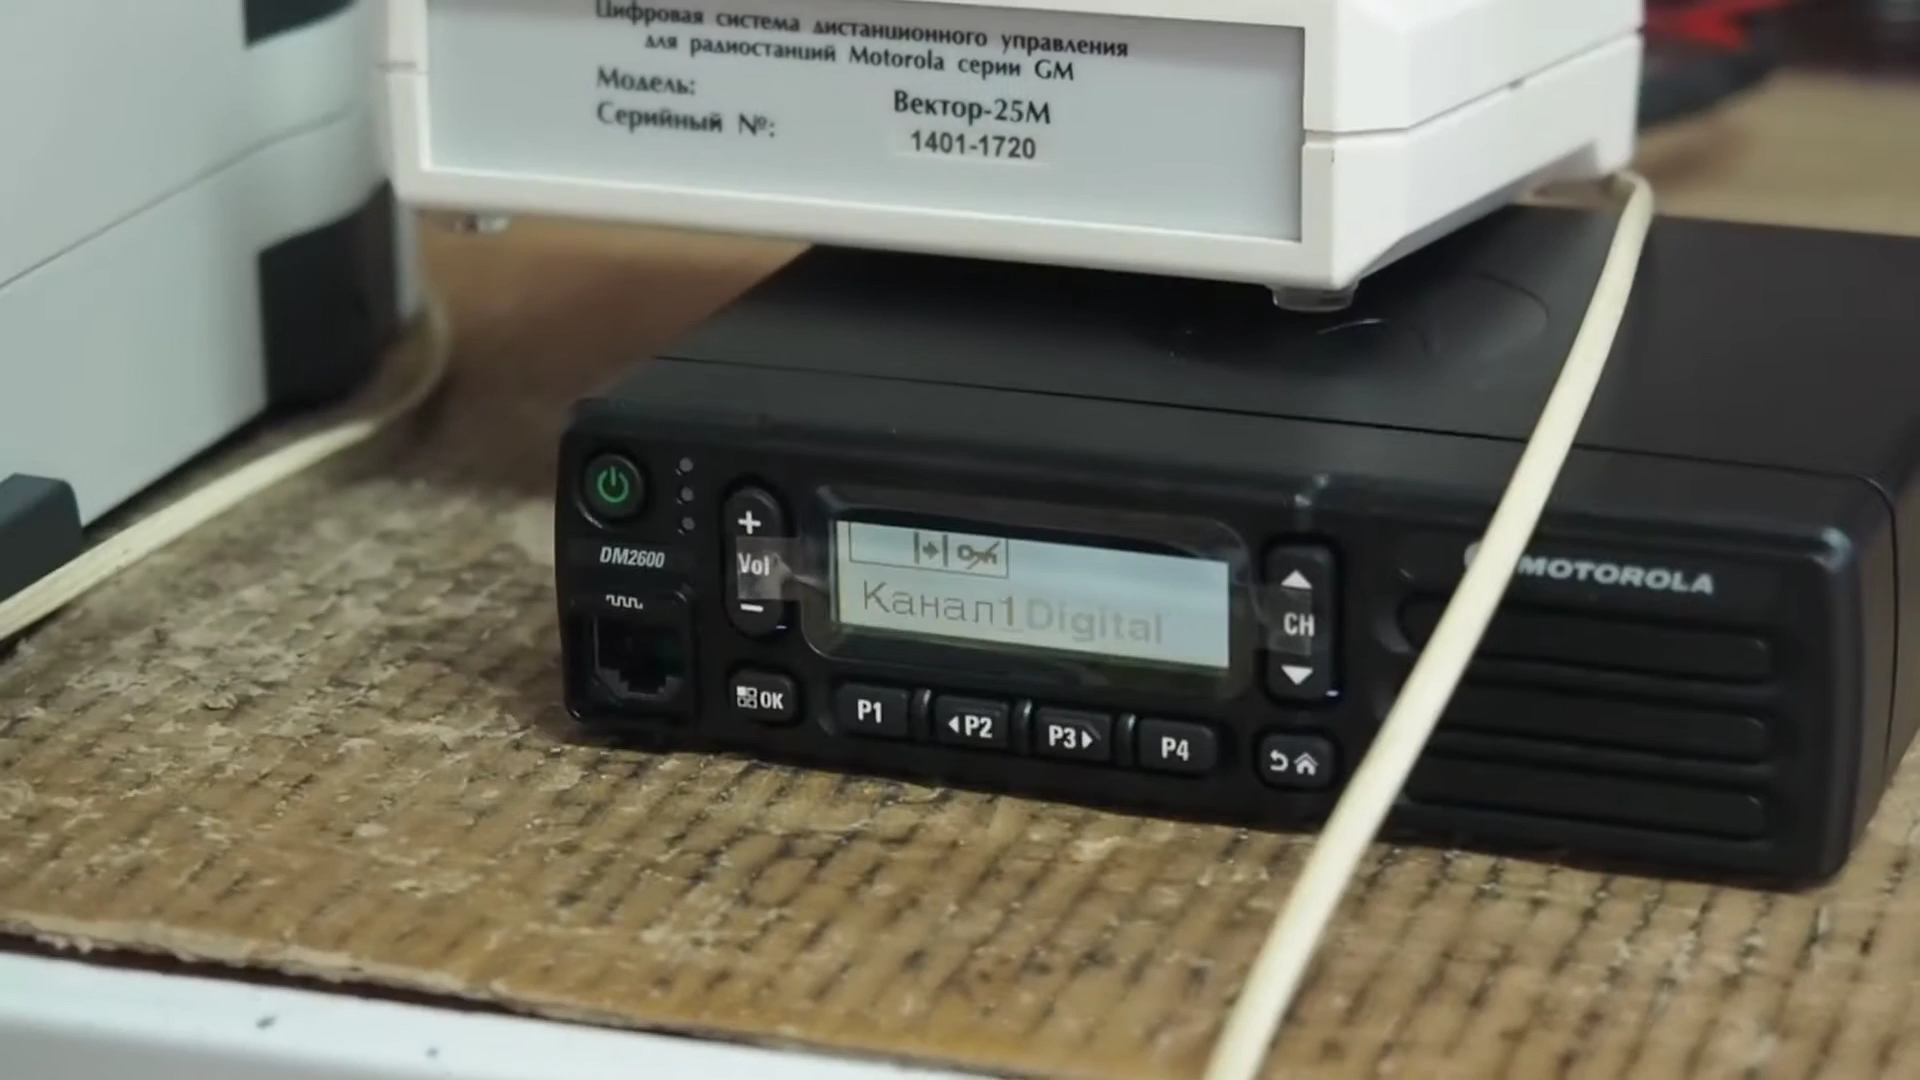 Цифровая система дистанционного управления
для радиостанций Motorola серии GM
Модель: Вектор-25М
Серийный №: 1401-1720
DM2600
+
Vol
−
Канал1 Digital
CH
MOTOROLA
OK
P1
P2
P3
P4